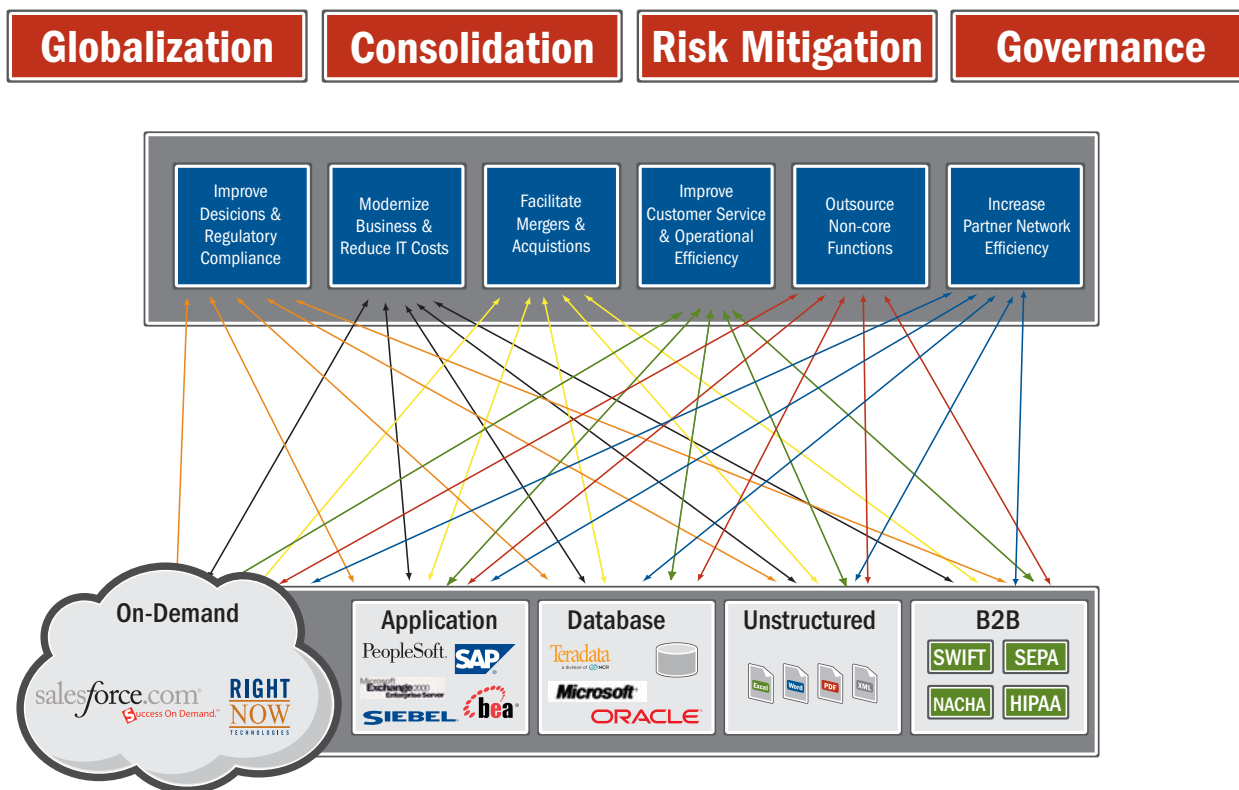 Globalization
Consolidation
Risk Mitigation
Governance
Improve
Desicions &
Regulatory
Compliance
Modernize
Business &
Reduce IT Costs
Facilitate
Mergers &
Acquistions
Improve
Customer Service
& Operational
Efficiency
Outsource
Non-core
Functions
Increase
Partner Network
Efficiency
On-Demand
salesforce.com®
Success On Demand.™
RIGHT
NOW
TECHNOLOGIES
Application
PeopleSoft.
SAP®
Microsoft
Exchange 2000
Enterprise Server
SIEBEL
bea®
Database
Teradata
a division of NCR
Microsoft®
ORACLE®
Unstructured
Excel
Word
PDF
XML
B2B
SWIFT
SEPA
NACHA
HIPAA